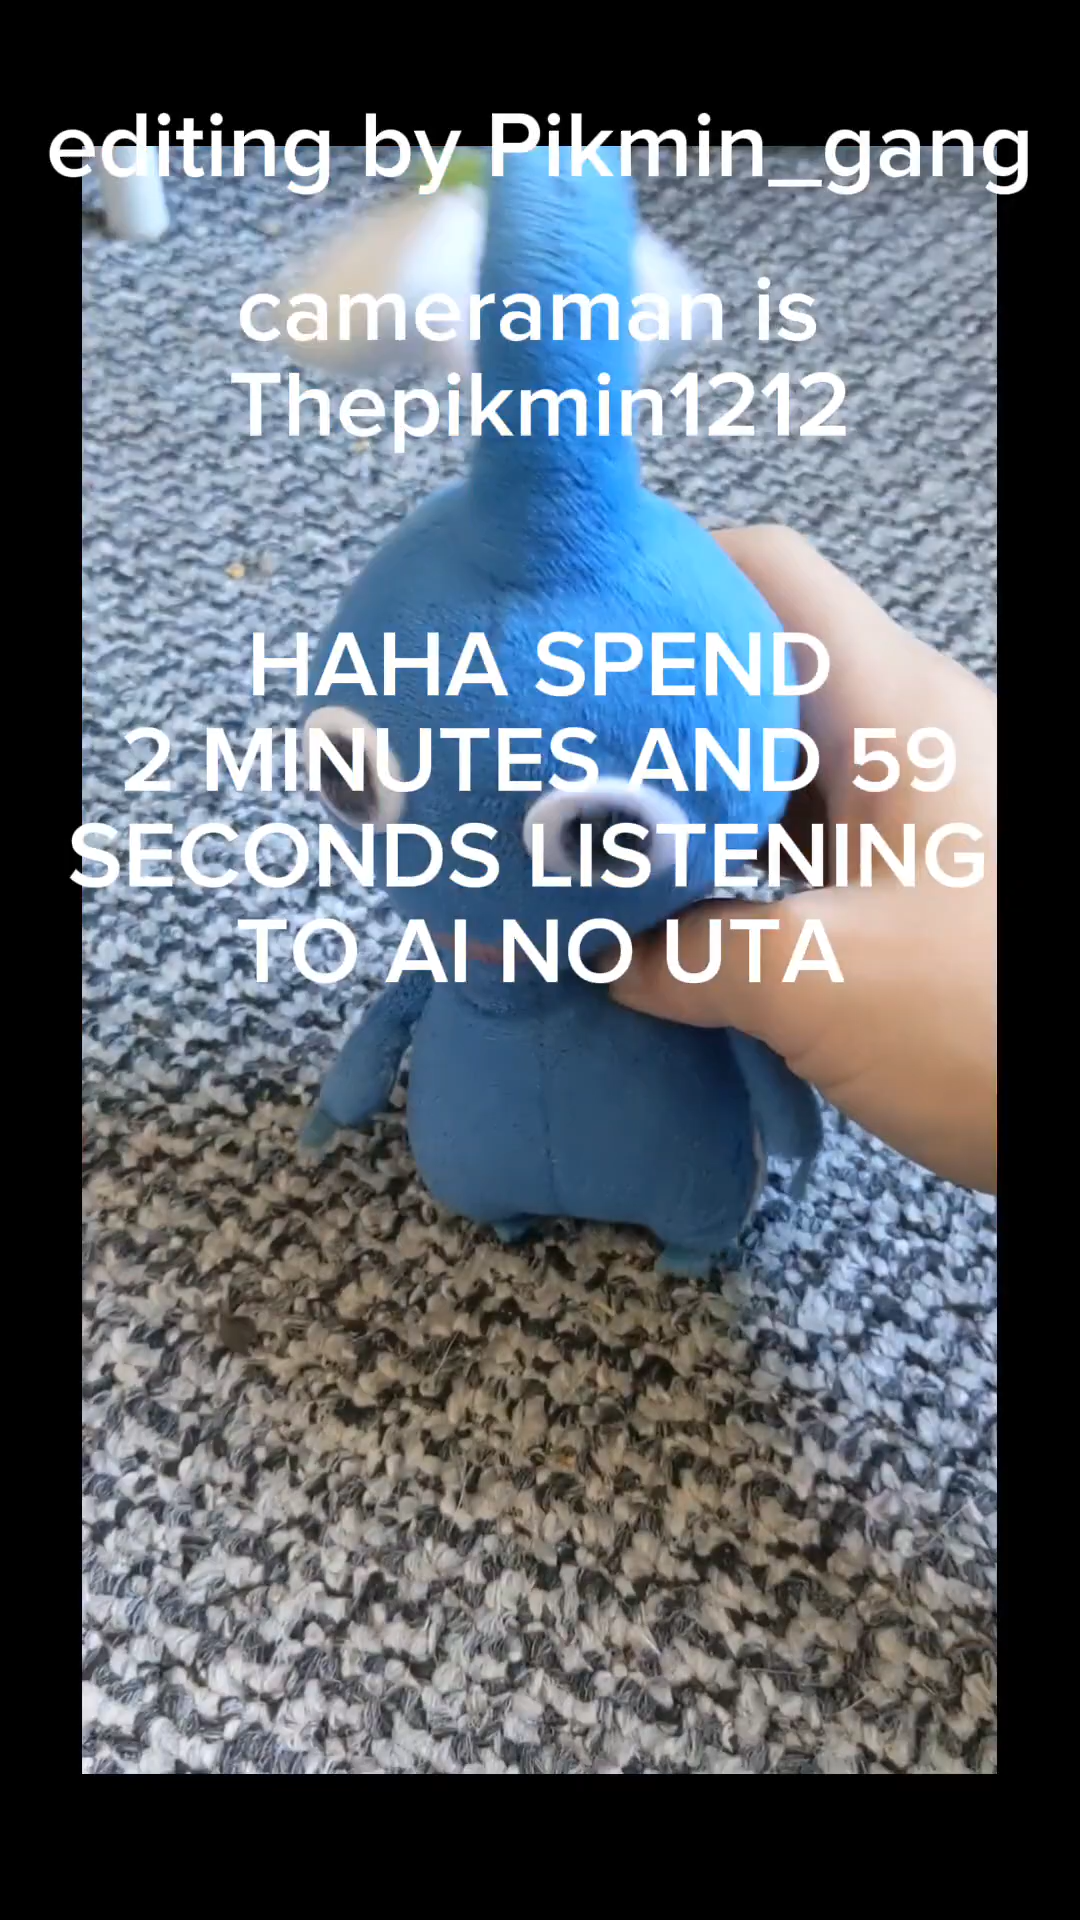 editing by Pikmin_gang
cameraman is
Thepikmin1212
HAHA SPEND
2 MINUTES AND 59
SECONDS LISTENING
TO AI NO UTA